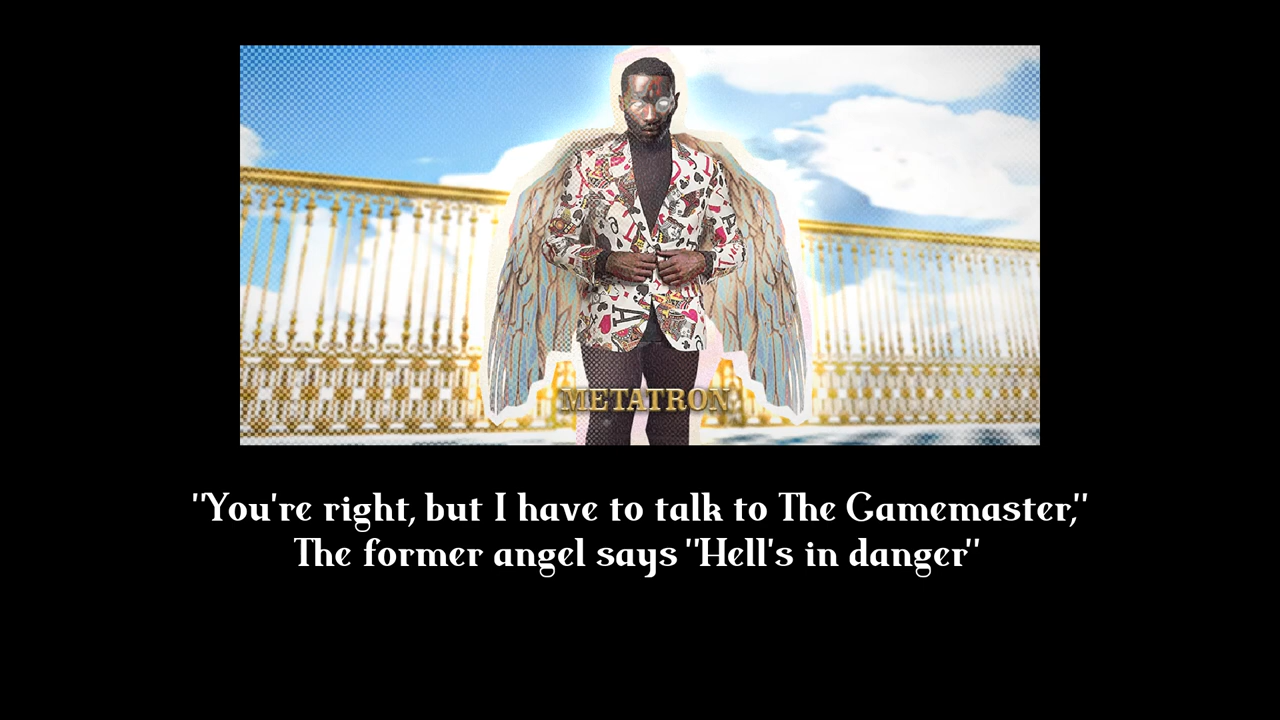 METATRON
"You're right, but I have to talk to The Gamemaster,"
The former angel says "Hell's in danger"